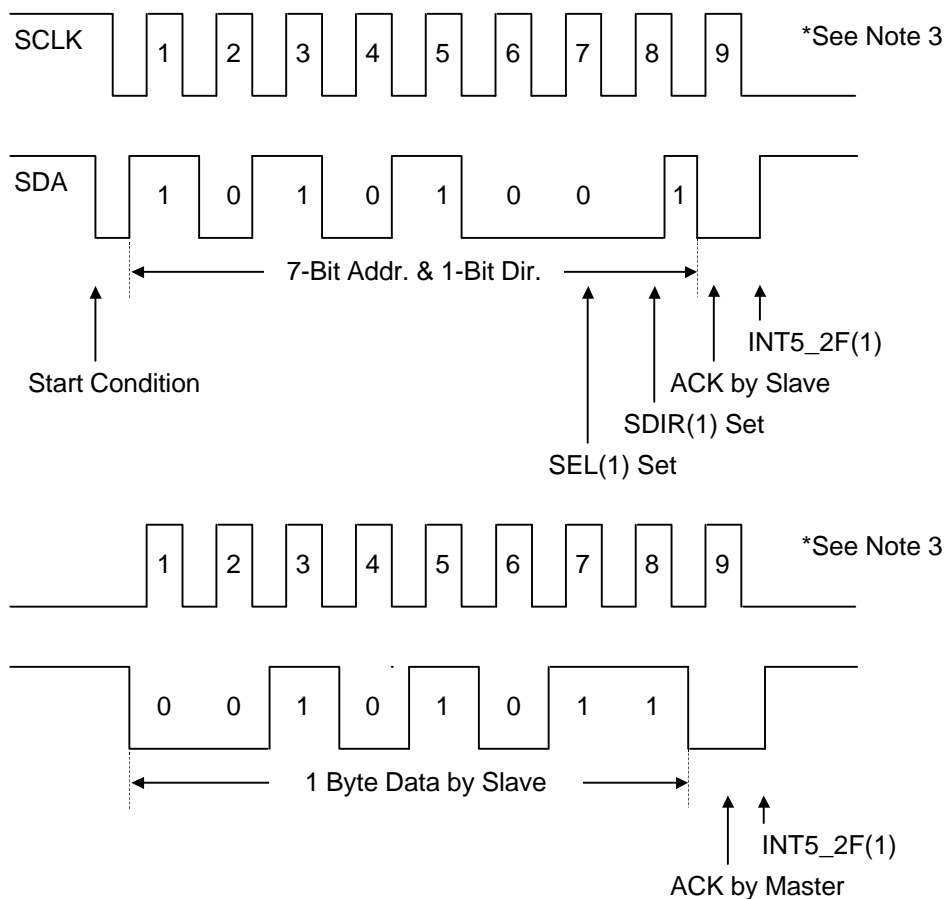 SCLK
1 2 3 4 5 6 7 8 9
*See Note 3
SDA
1 0 1 0 1 0 0 1
7-Bit Addr. & 1-Bit Dir.
INT5_2F(1)
Start Condition
ACK by Slave
SDIR(1) Set
SEL(1) Set
1 2 3 4 5 6 7 8 9
*See Note 3
0 0 1 0 1 0 1 1
1 Byte Data by Slave
INT5_2F(1)
ACK by Master